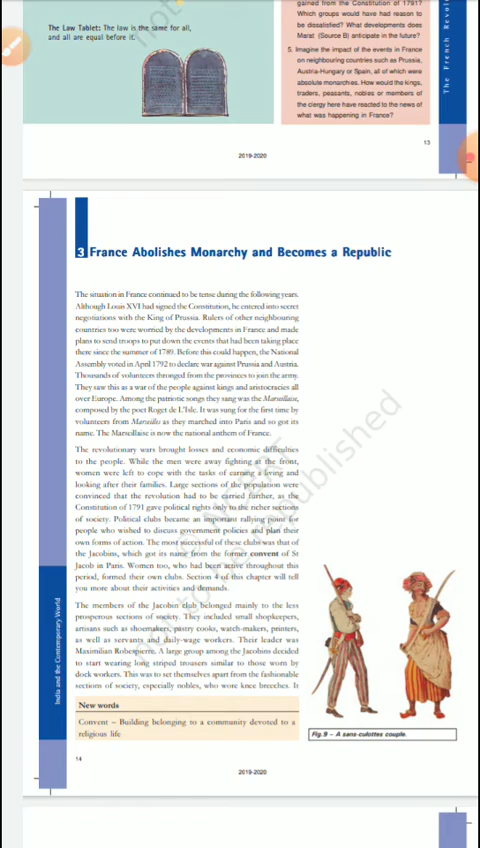 gained from the Constitution of 1791?
The Law Tablet: The law is the same for all,
and all are equal before it.
Which groups would have had reason to
be dissatisfied? What developments does
Marat (Source B) anticipate in the future?
5. Imagine the impact of the events in France
on neighbouring countries such as Prussia,
Austria-Hungary or Spain, all of which were
absolute monarchies. How would the kings,
traders, peasants, nobles or members of
the clergy here have reacted to the news of
what was happening in France?
The French Revol
13
2019-2020
3 France Abolishes Monarchy and Becomes a Republic
The situation in France continued to be tense during the following years.
Although Louis XVI had signed the Constitution, he entered into secret
negotiations with the King of Prussia. Rulers of other neighbouring
countries too were worried by the developments in France and made
plans to send troops to put down the events that had been taking place
there since the summer of 1789. Before this could happen, the National
Assembly voted in April 1792 to declare war against Prussia and Austria.
Thousands of volunteers thronged from the provinces to join the army.
They saw this as a war of the people against kings and aristocracies all
over Europe. Among the patriotic songs they sang was the Marseillaise,
composed by the poet Roget de L'Isle. It was sung for the first time by
volunteers from Marseilles as they marched into Paris and so got its
name. The Marseillaise is now the national anthem of France.
The revolutionary wars brought losses and economic difficulties
to the people. While the men were away fighting at the front,
women were left to cope with the tasks of earning a living and
looking after their families. Large sections of the population were
convinced that the revolution had to be carried further, as the
Constitution of 1791 gave political rights only to the richer sections
of society. Political clubs became an important rallying point for
people who wished to discuss government policies and plan their
own forms of action. The most successful of these clubs was that of
the Jacobins, which got its name from the former convent of St
Jacob in Paris. Women too, who had been active throughout this
period, formed their own clubs. Section 4 of this chapter will tell
you more about their activities and demands.
The members of the Jacobin club belonged mainly to the less
prosperous sections of society. They included small shopkeepers,
artisans such as shoemakers, pastry cooks, watch-makers, printers,
as well as servants and daily-wage workers. Their leader was
Maximilian Robespierre. A large group among the Jacobins decided
to start wearing long striped trousers similar to those worn by
dock workers. This was to set themselves apart from the fashionable
sections of society, especially nobles, who wore knee breeches. It
New words
Convent – Building belonging to a community devoted to a
religious life
Fig.9 – A sans-culottes couple.
India and the Contemporary World
14
2019-2020
© NCERT
not to be republished